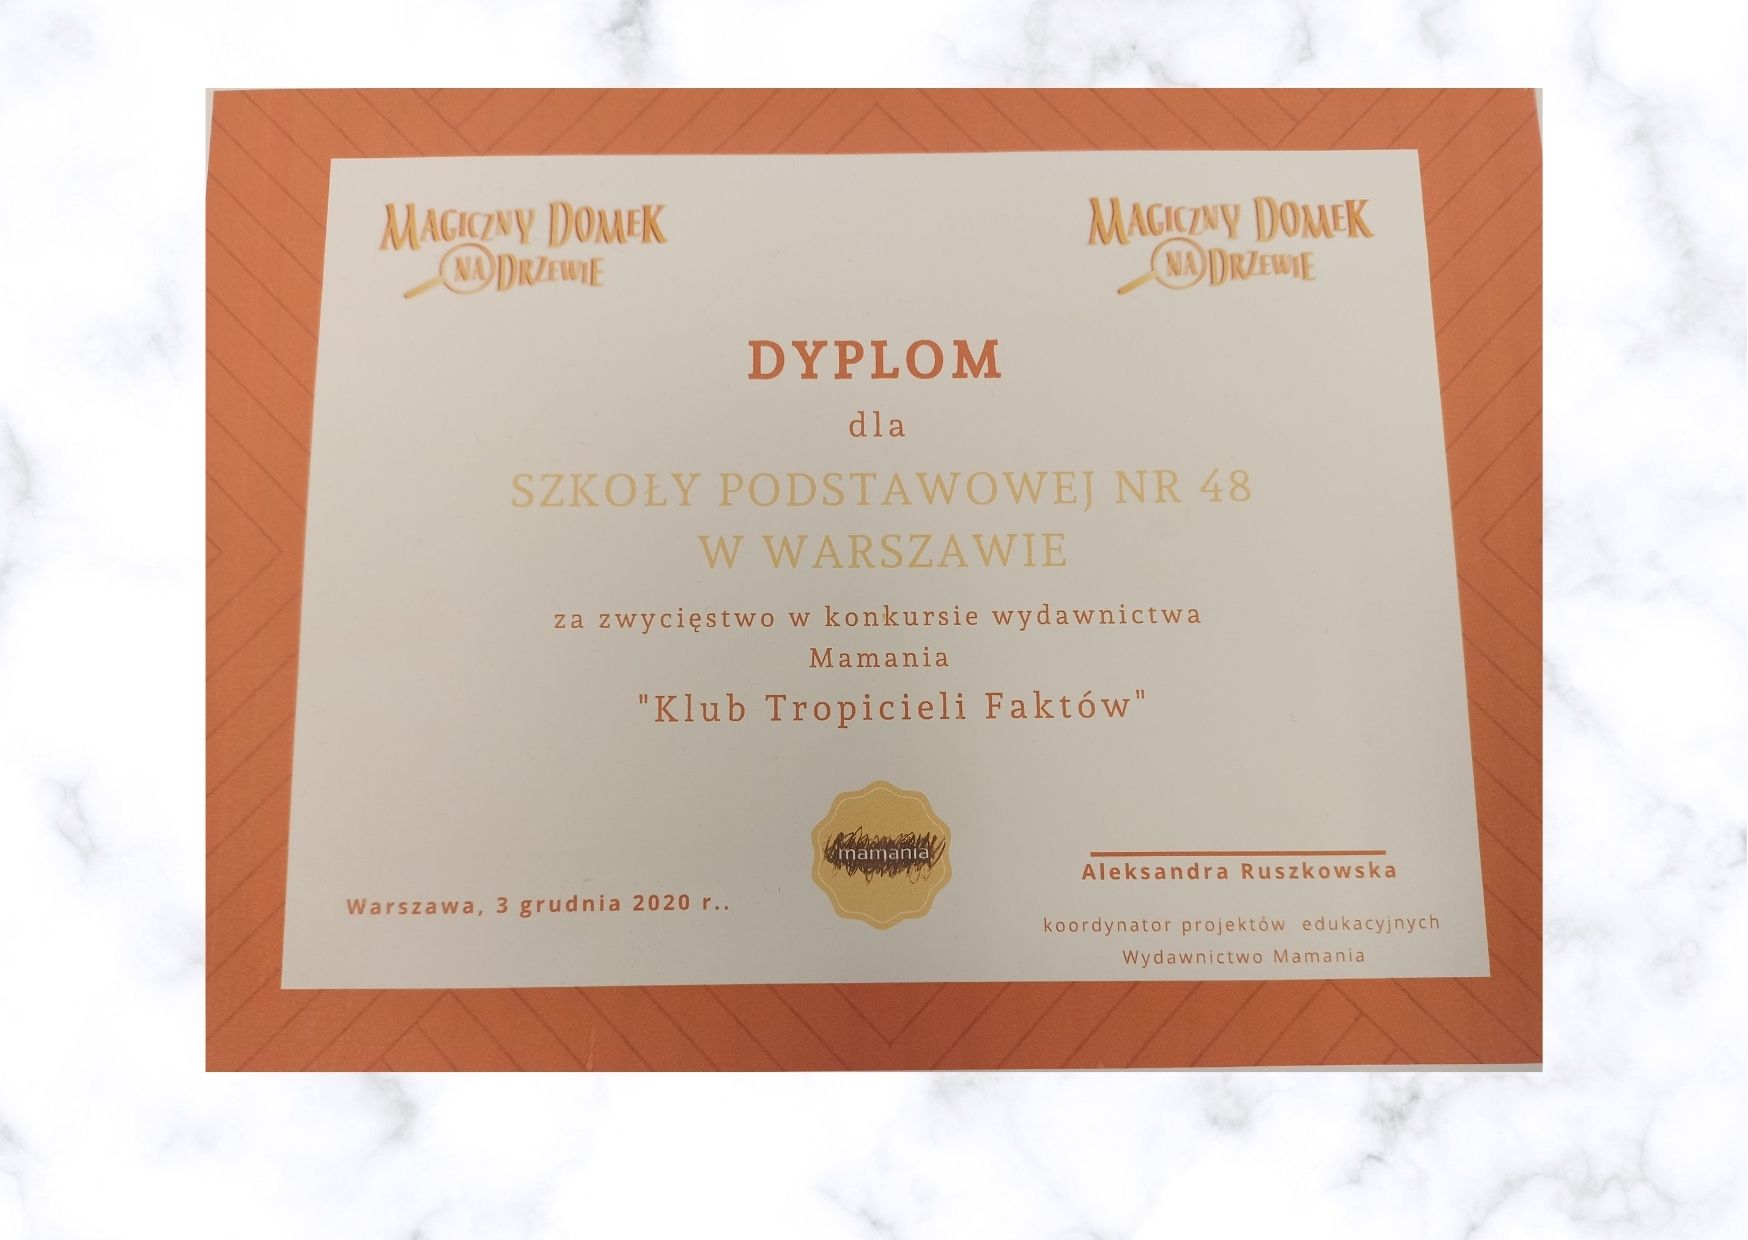 MAGICZNY DOMEK
NA DRZEWIE
MAGICZNY DOMEK
NA DRZEWIE
DYPLOM
dla
SZKOŁY PODSTAWOWEJ NR 48
W WARSZAWIE
za zwycięstwo w konkursie wydawnictwa
Mamania
"Klub Tropicieli Faktów"
mamania
Warszawa, 3 grudnia 2020 r..
Aleksandra Ruszkowska
koordynator projektów edukacyjnych
Wydawnictwo Mamania